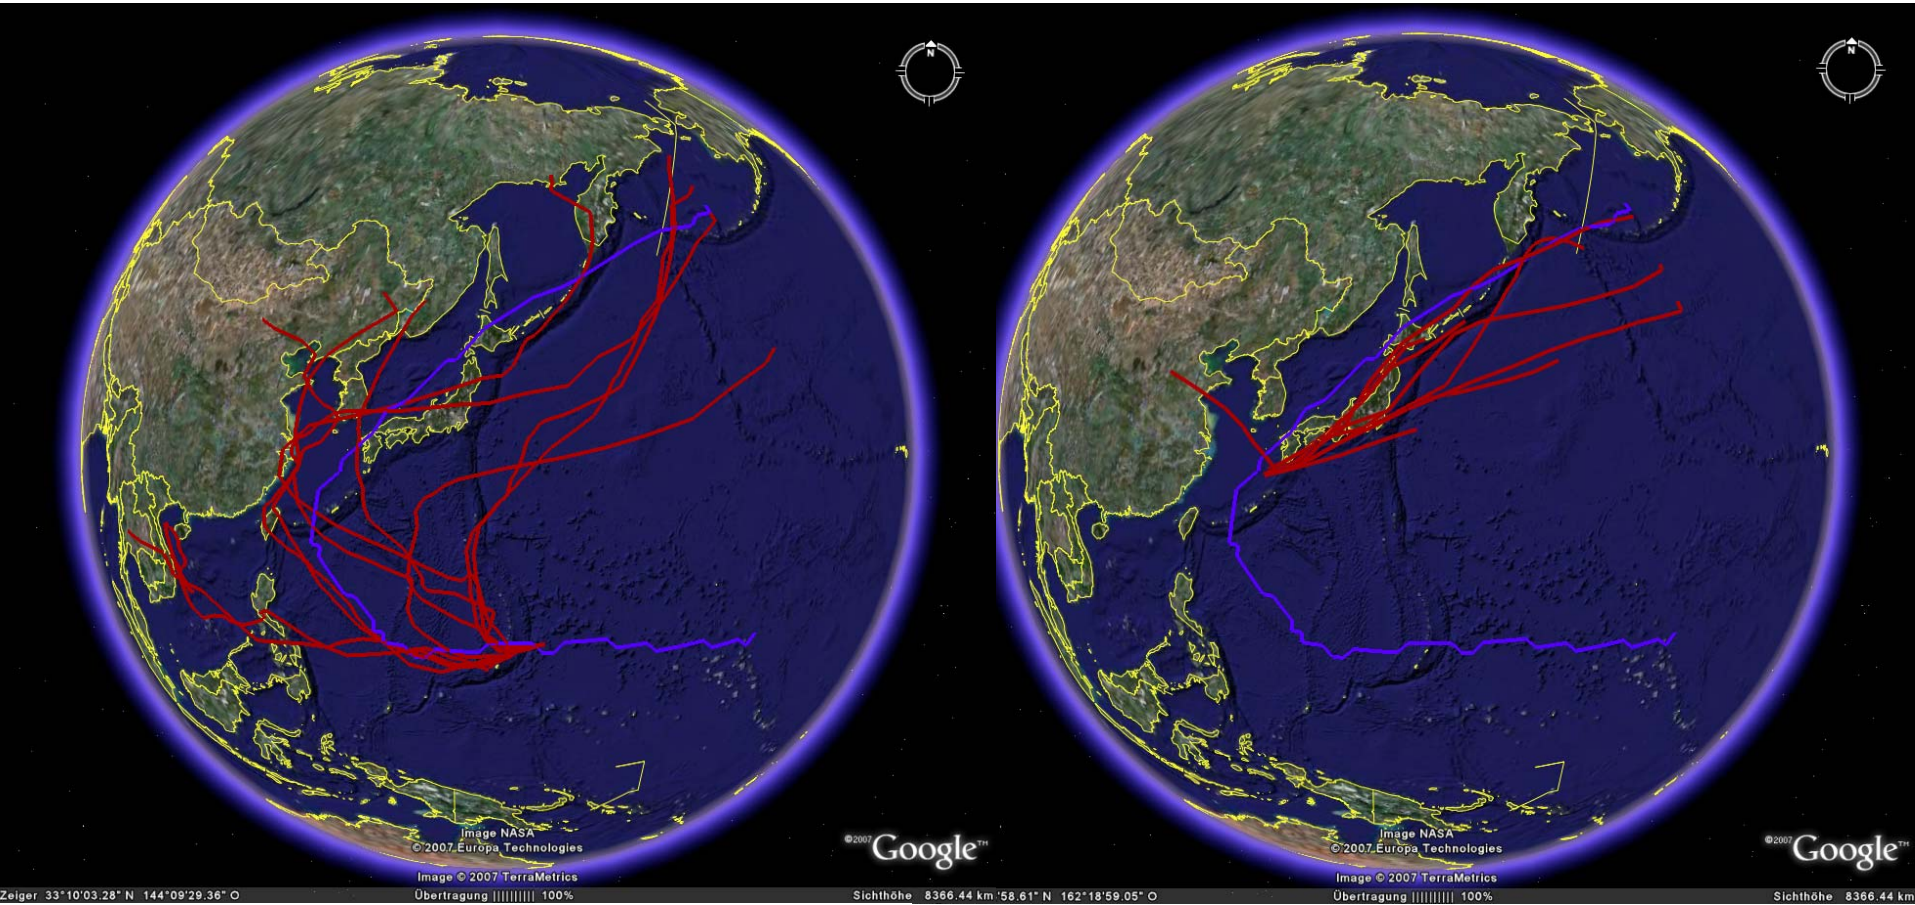 N
N
Image NASA
© 2007 Europa Technologies
Image © 2007 TerraMetrics
©2007 Google™
Zeiger 33°10'03.28" N 144°09'29.36" O
Übertragung |||||||||| 100%
Sichthöhe 8366.44 km
Image NASA
© 2007 Europa Technologies
Image © 2007 TerraMetrics
©2007 Google™
'58.61" N 162°18'59.05" O
Übertragung |||||||||| 100%
Sichthöhe 8366.44 km